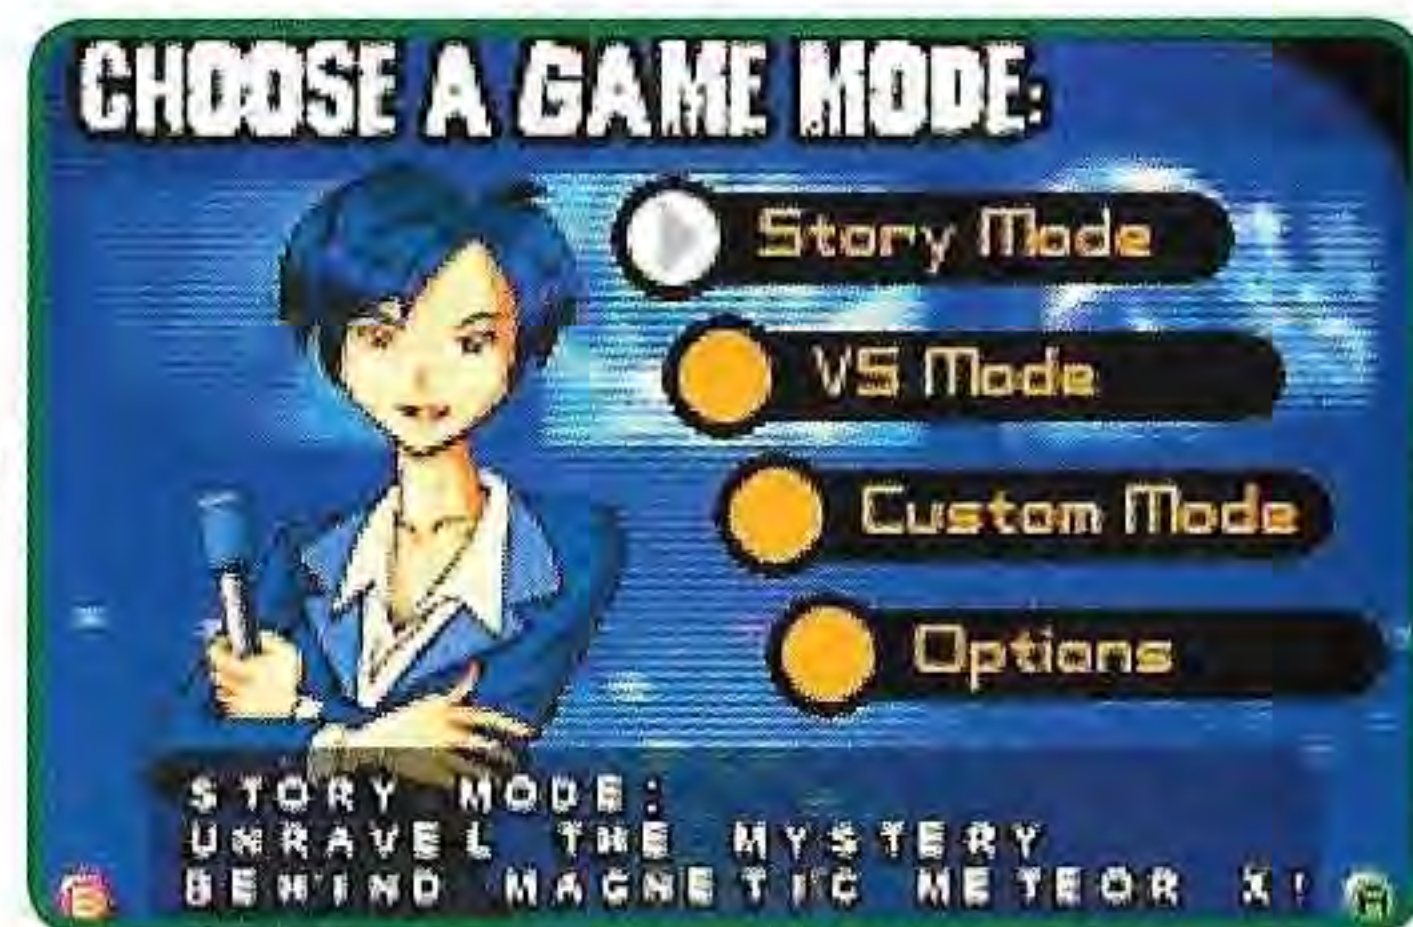 CHOOSE A GAME MODE:
Story Mode
VS Mode
Custom Mode
Options
STORY MODE:
UNRAVEL THE MYSTERY
BEHIND MAGNETIC METEOR X!
B
A